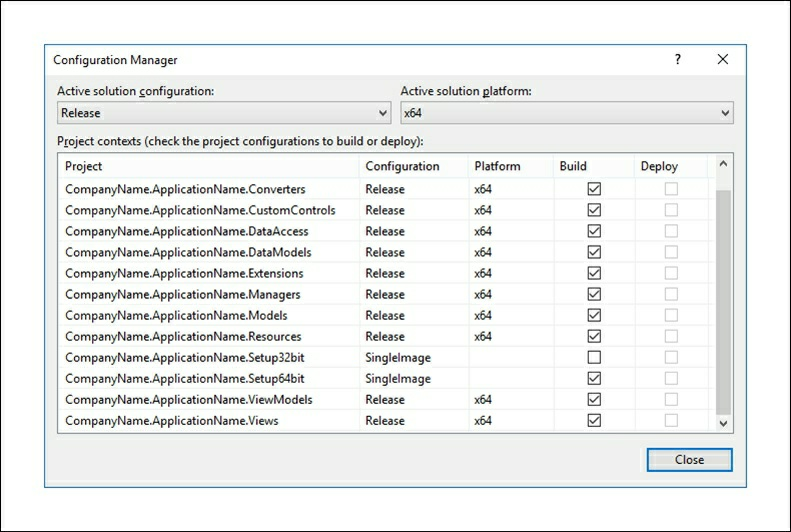 Configuration Manager ?
Active solution configuration: Active solution platform:
Release x64
Project contexts (check the project configurations to build or deploy):
Project Configuration Platform Build Deploy
CompanyName.ApplicationName.Converters Release x64
CompanyName.ApplicationName.CustomControls Release x64
CompanyName.ApplicationName.DataAccess Release x64
CompanyName.ApplicationName.DataModels Release x64
CompanyName.ApplicationName.Extensions Release x64
CompanyName.ApplicationName.Managers Release x64
CompanyName.ApplicationName.Models Release x64
CompanyName.ApplicationName.Resources Release x64
CompanyName.ApplicationName.Setup32bit SingleImage
CompanyName.ApplicationName.Setup64bit SingleImage
CompanyName.ApplicationName.ViewModels Release x64
CompanyName.ApplicationName.Views Release x64
Close